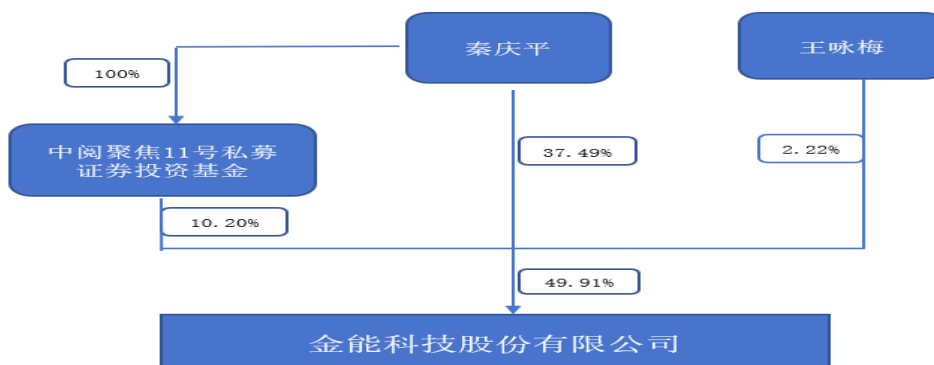 秦庆平
王咏梅
100%
中阅聚焦11号私募
证券投资基金
37.49%
2.22%
10.20%
49.91%
金能科技股份有限公司